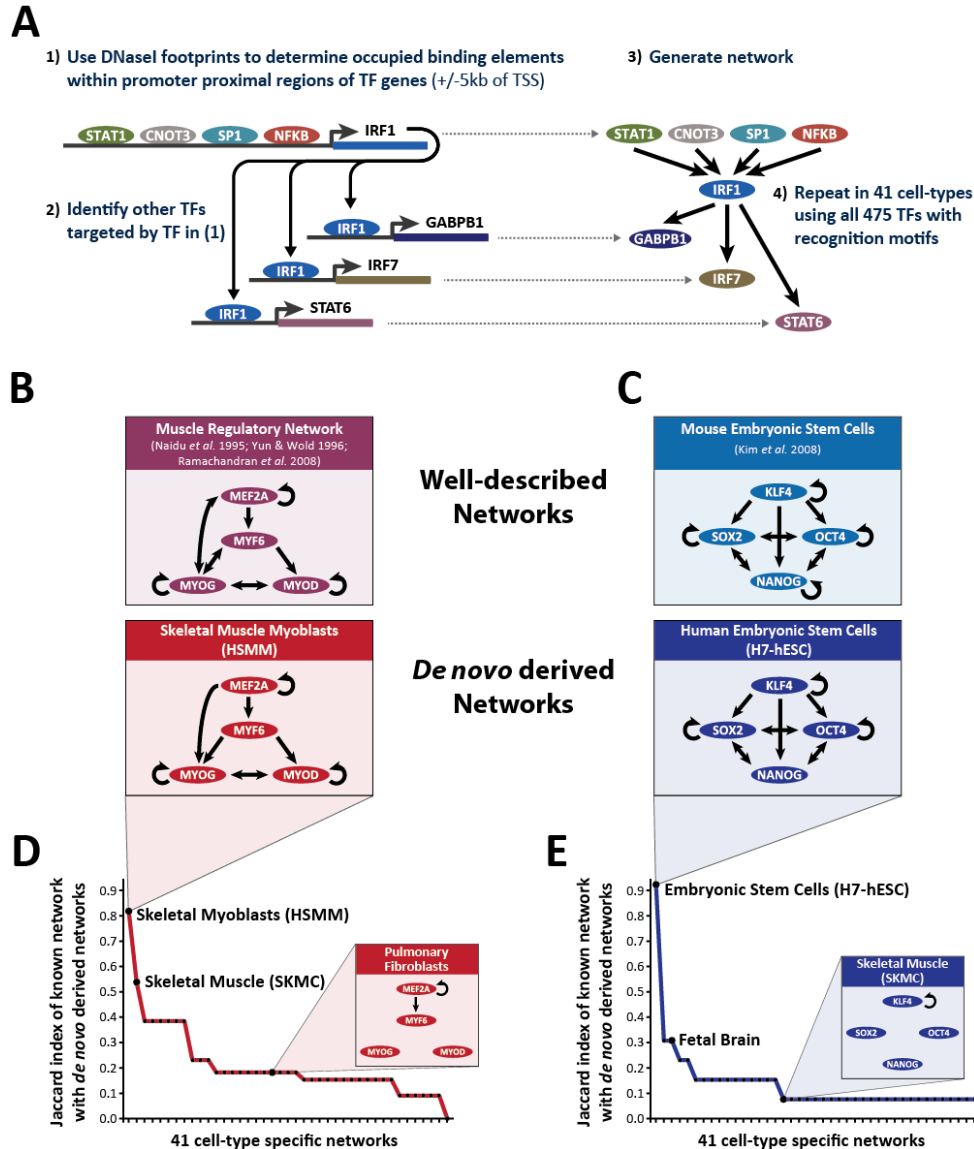 A
1) Use DNaseI footprints to determine occupied binding elements
within promoter proximal regions of TF genes (+/-5kb of TSS)
3) Generate network
STAT1 CNOT3 SP1 NFKB IRF1
STAT1 CNOT3 SP1 NFKB
IRF1
2) Identify other TFs
targeted by TF in (1)
4) Repeat in 41 cell-types
using all 475 TFs with
recognition motifs
IRF1 GABPB1
GABPB1
IRF1 IRF7
IRF7
IRF1 STAT6
STAT6
B
Muscle Regulatory Network
(Naidu et al. 1995; Yun & Wold 1996;
Ramachandran et al. 2008)
MEF2A
MYF6
MYOG MYOD
Well-described
Networks
C
Mouse Embryonic Stem Cells
(Kim et al. 2008)
KLF4
SOX2 OCT4
NANOG
Skeletal Muscle Myoblasts
(HSMM)
MEF2A
MYF6
MYOG MYOD
De novo derived
Networks
Human Embryonic Stem Cells
(H7-hESC)
KLF4
SOX2 OCT4
NANOG
D
Jaccard index of known network
with de novo derived networks
0.9
0.8
0.7
0.6
0.5
0.4
0.3
0.2
0.1
0.0
Skeletal Myoblasts (HSMM)
Skeletal Muscle (SKMC)
Pulmonary
Fibroblasts
MEF2A
MYF6
MYOG MYOD
41 cell-type specific networks
E
Jaccard index of known network
with de novo derived networks
0.9
0.8
0.7
0.6
0.5
0.4
0.3
0.2
0.1
0.0
Embryonic Stem Cells (H7-hESC)
Fetal Brain
Skeletal Muscle
(SKMC)
KLF4
SOX2 OCT4
NANOG
41 cell-type specific networks